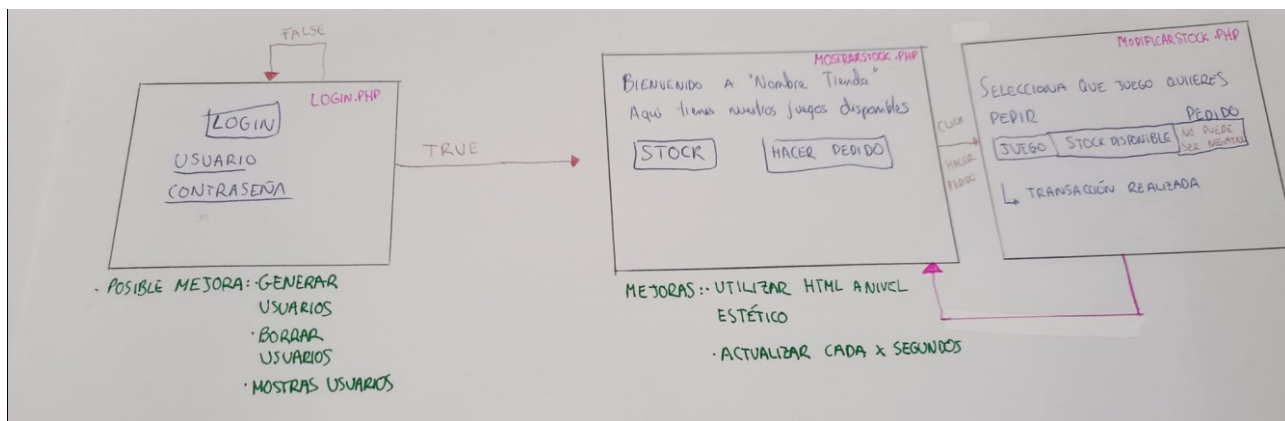 FALSE
LOGIN.PHP
LOGIN
USUARIO
CONTRASEÑA
· POSIBLE MEJORA: · GENERAR
USUARIOS
· BORRAR
USUARIOS
· MOSTRAS USUARIOS
TRUE
MOSTRARSTOCK.PHP
BIENVENIDO A "Nombre Tienda"
Aqui tienes nuestros juegos disponibles
STOCK
HACER PEDIDO
MEJORAS: · UTILIZAR HTML A NIVEL
ESTÉTICO
· ACTUALIZAR CADA X SEGUNDOS
CLICK
HACER
PEDIDO
MODIFICARSTOCK.PHP
SELECCIONA QUE JUEGO QUIERES
PEDIR
PEDIDO
JUEGO
STOCK DISPONIBLE
NO PUEDE
SER NEGATIVO
TRANSACCIÓN REALIZADA